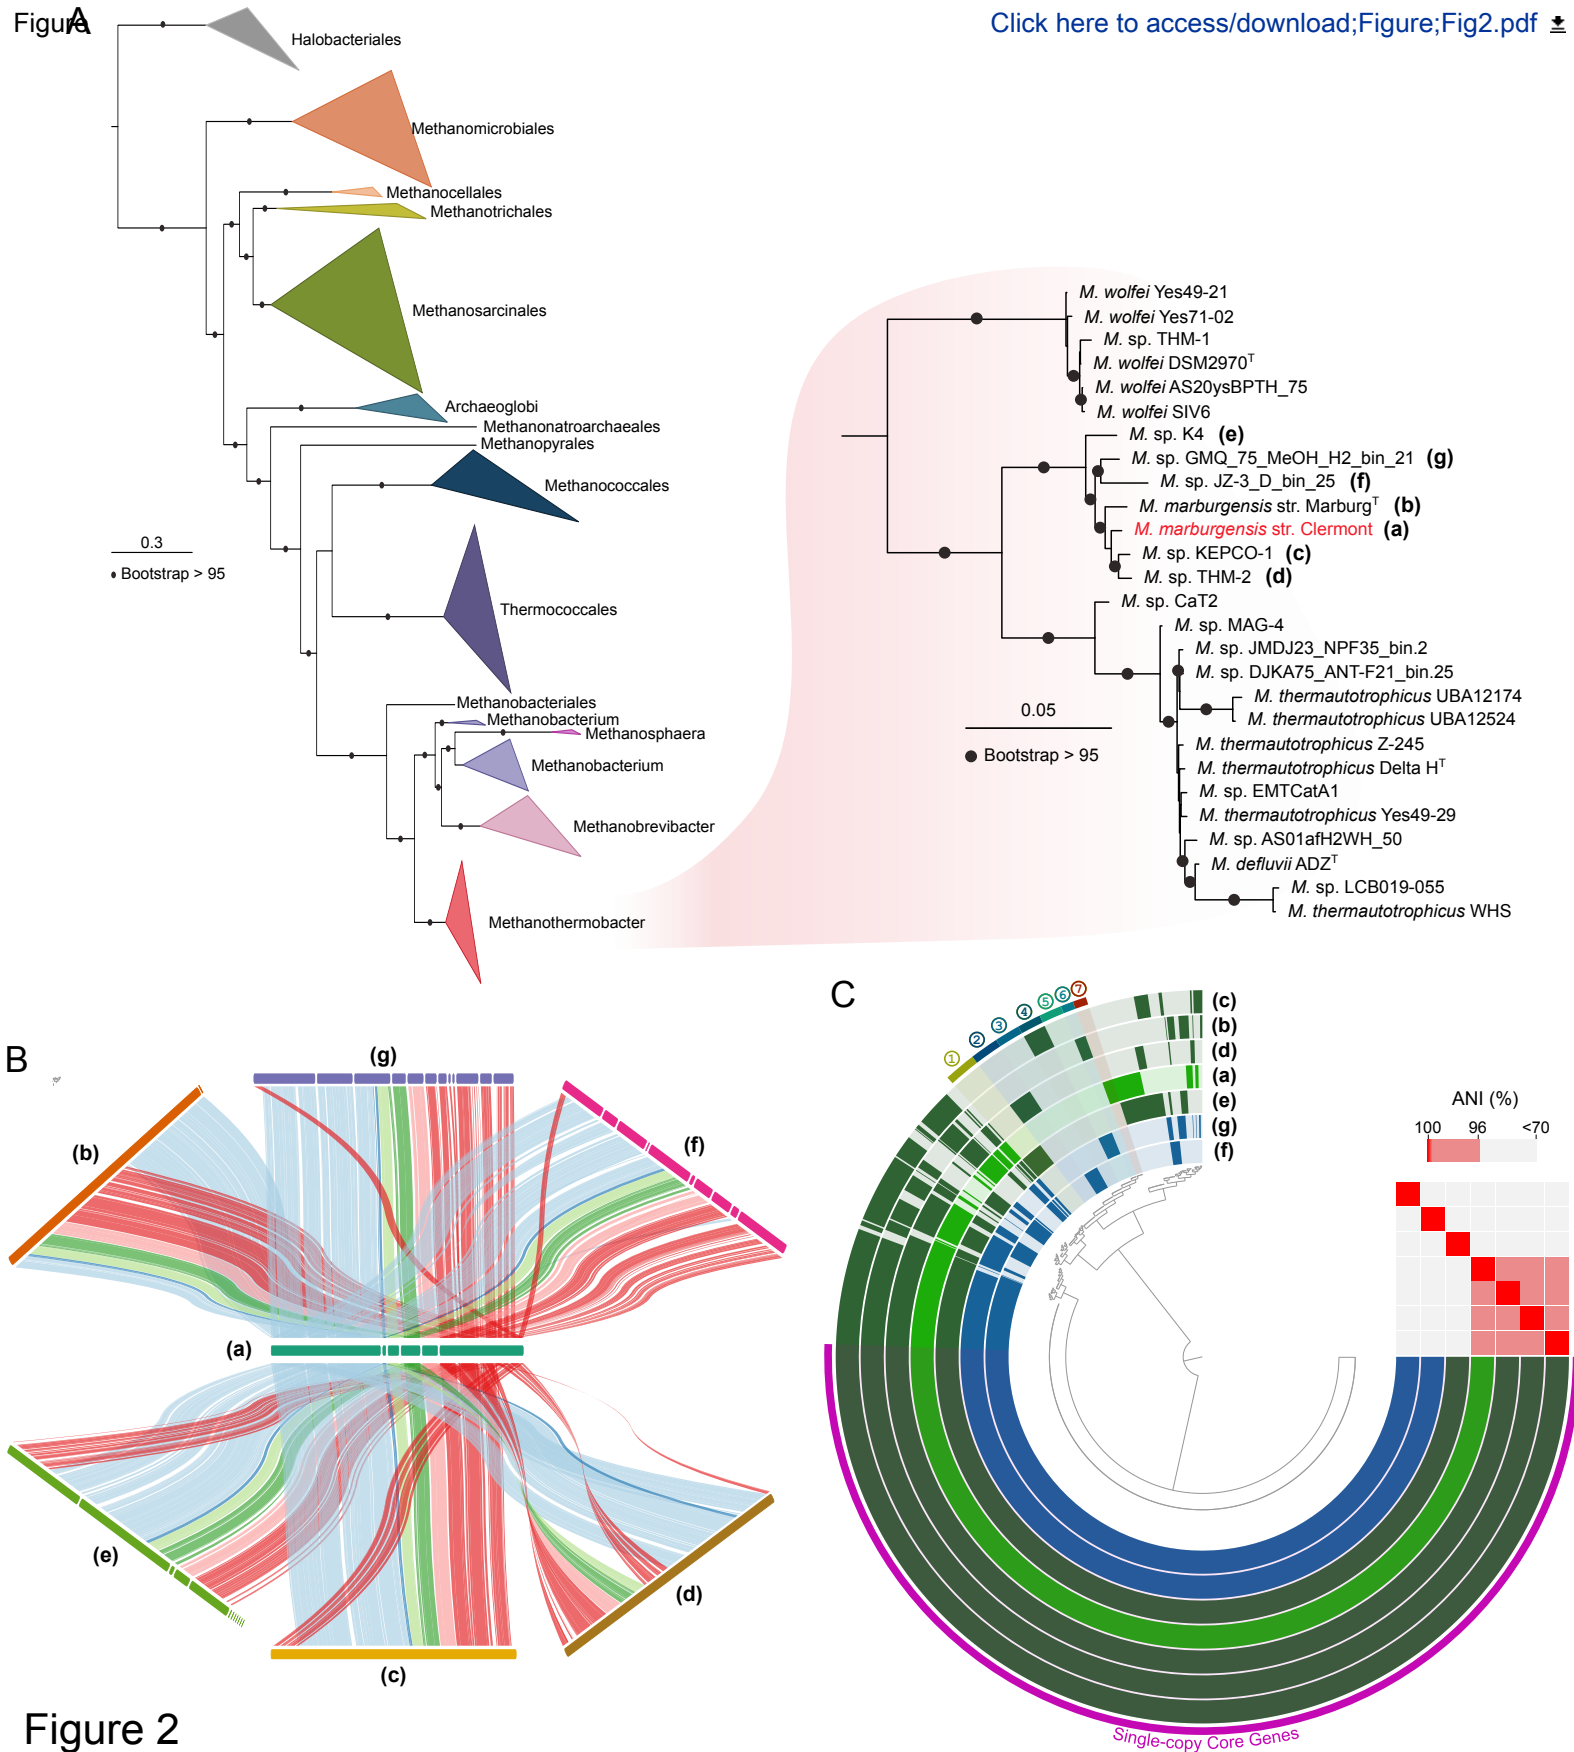 Figure
A
Click here to access/download;Figure;Fig2.pdf
Halobacteriales
Methanomicrobiales
Methanocellales
Methanotrichales
Methanosarcinales
Archaeoglobi
Methanonatroarchaeales
Methanopyrales
Methanococcales
0.3
Bootstrap > 95
Thermococcales
Methanobacteriales
Methanobacterium
Methanosphaera
Methanobacterium
Methanobrevibacter
Methanothermobacter
M. wolfei Yes49-21
M. wolfei Yes71-02
M. sp. THM-1
M. wolfei DSM2970T
M. wolfei AS20ysBPTH_75
M. wolfei SIV6
M. sp. K4 (e)
M. sp. GMQ_75_MeOH_H2_bin_21 (g)
M. sp. JZ-3_D_bin_25 (f)
M. marburgensis str. MarburgT (b)
M. marburgensis str. Clermont (a)
M. sp. KEPCO-1 (c)
M. sp. THM-2 (d)
M. sp. CaT2
M. sp. MAG-4
M. sp. JMDJ23_NPF35_bin.2
M. sp. DJKA75_ANT-F21_bin.25
M. thermautotrophicus UBA12174
M. thermautotrophicus UBA12524
M. thermautotrophicus Z-245
M. thermautotrophicus Delta HT
M. sp. EMTCatA1
M. thermautotrophicus Yes49-29
M. sp. AS01afH2WH_50
M. defluvii ADZT
M. sp. LCB019-055
M. thermautotrophicus WHS
0.05
Bootstrap > 95
B
(g)
(b)
(f)
(a)
(e)
(d)
(c)
C
1
2
3
4
5
6
7
(c)
(b)
(d)
(a)
(e)
(g)
(f)
ANI (%)
100 96 <70
Single-copy Core Genes
Figure 2